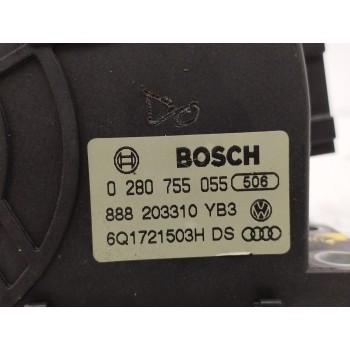 BOSCH
0 280 755 055 506
888 203310 YB3
6Q1721503H DS